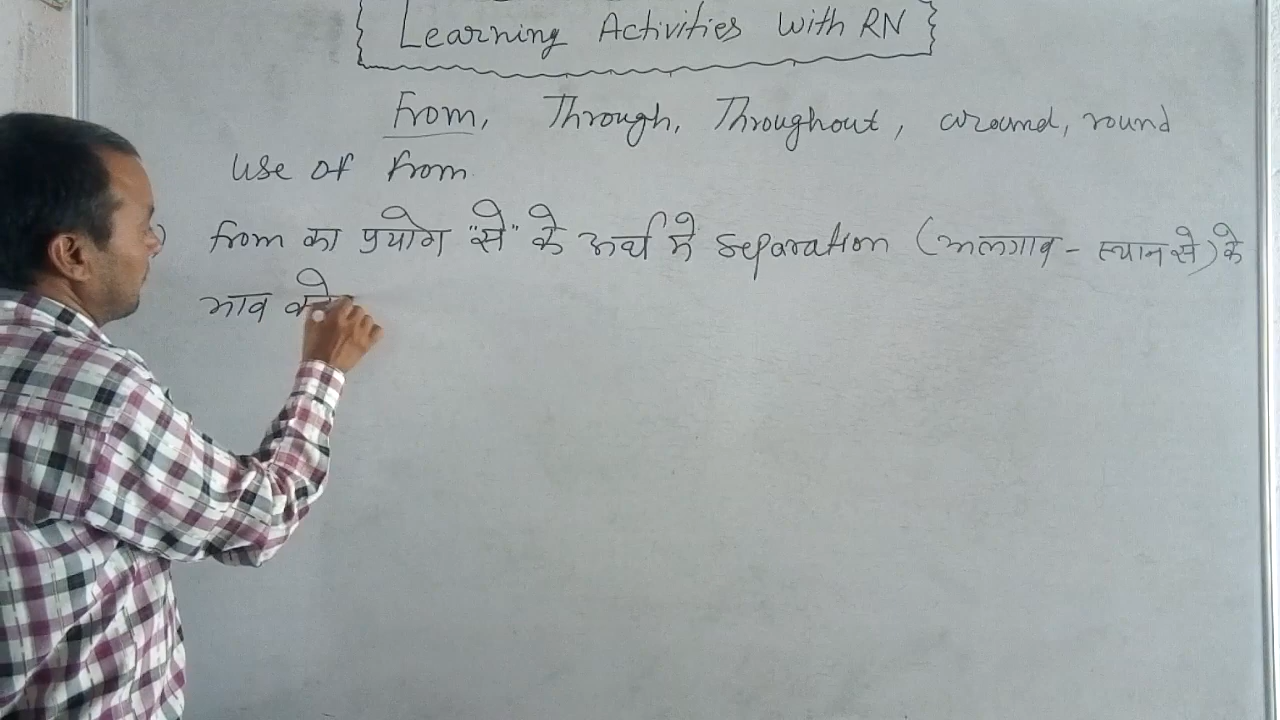 Learning Activities With RN
From, Through, Throughout, around, round
Use of from
) from का प्रयोग "से" के अर्थ में separation (अलगाव - स्थान से) के
भाव को